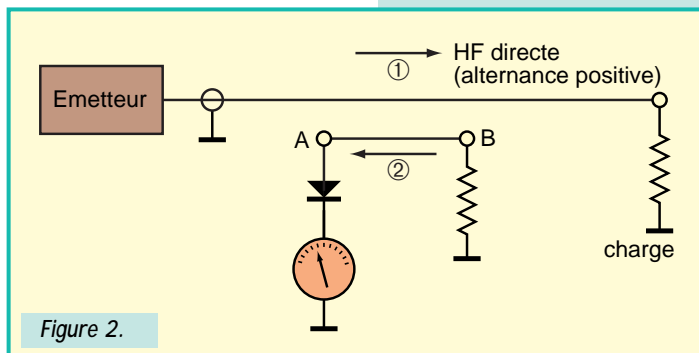 ① HF directe
(alternance positive)
Emetteur
A B
②
charge
Figure 2.